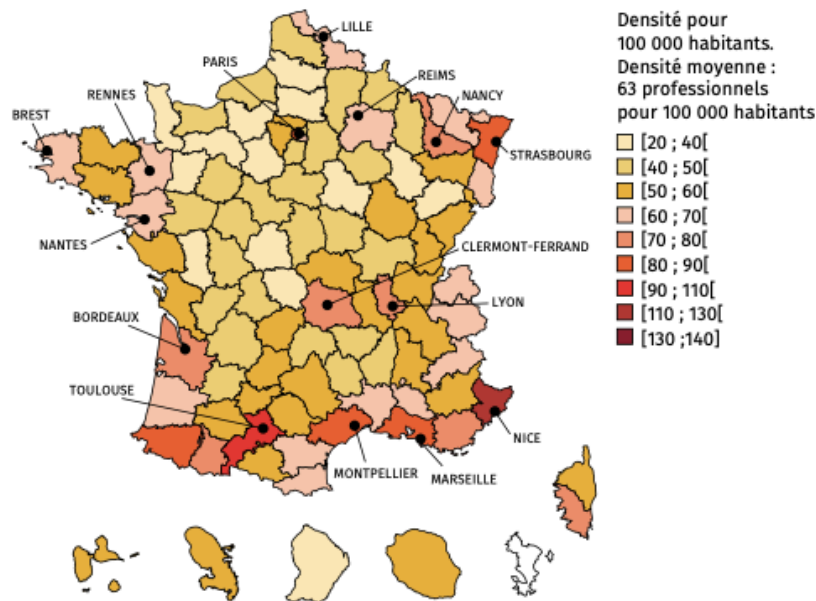 LILLE
PARIS
REIMS
RENNES
NANCY
BREST
STRASBOURG
NANTES
CLERMONT-FERRAND
LYON
BORDEAUX
TOULOUSE
NICE
MONTPELLIER
MARSEILLE
Densité pour
100 000 habitants.
Densité moyenne :
63 professionnels
pour 100 000 habitants
[20 ; 40[
[40 ; 50[
[50 ; 60[
[60 ; 70[
[70 ; 80[
[80 ; 90[
[90 ; 110[
[110 ; 130[
[130 ;140]